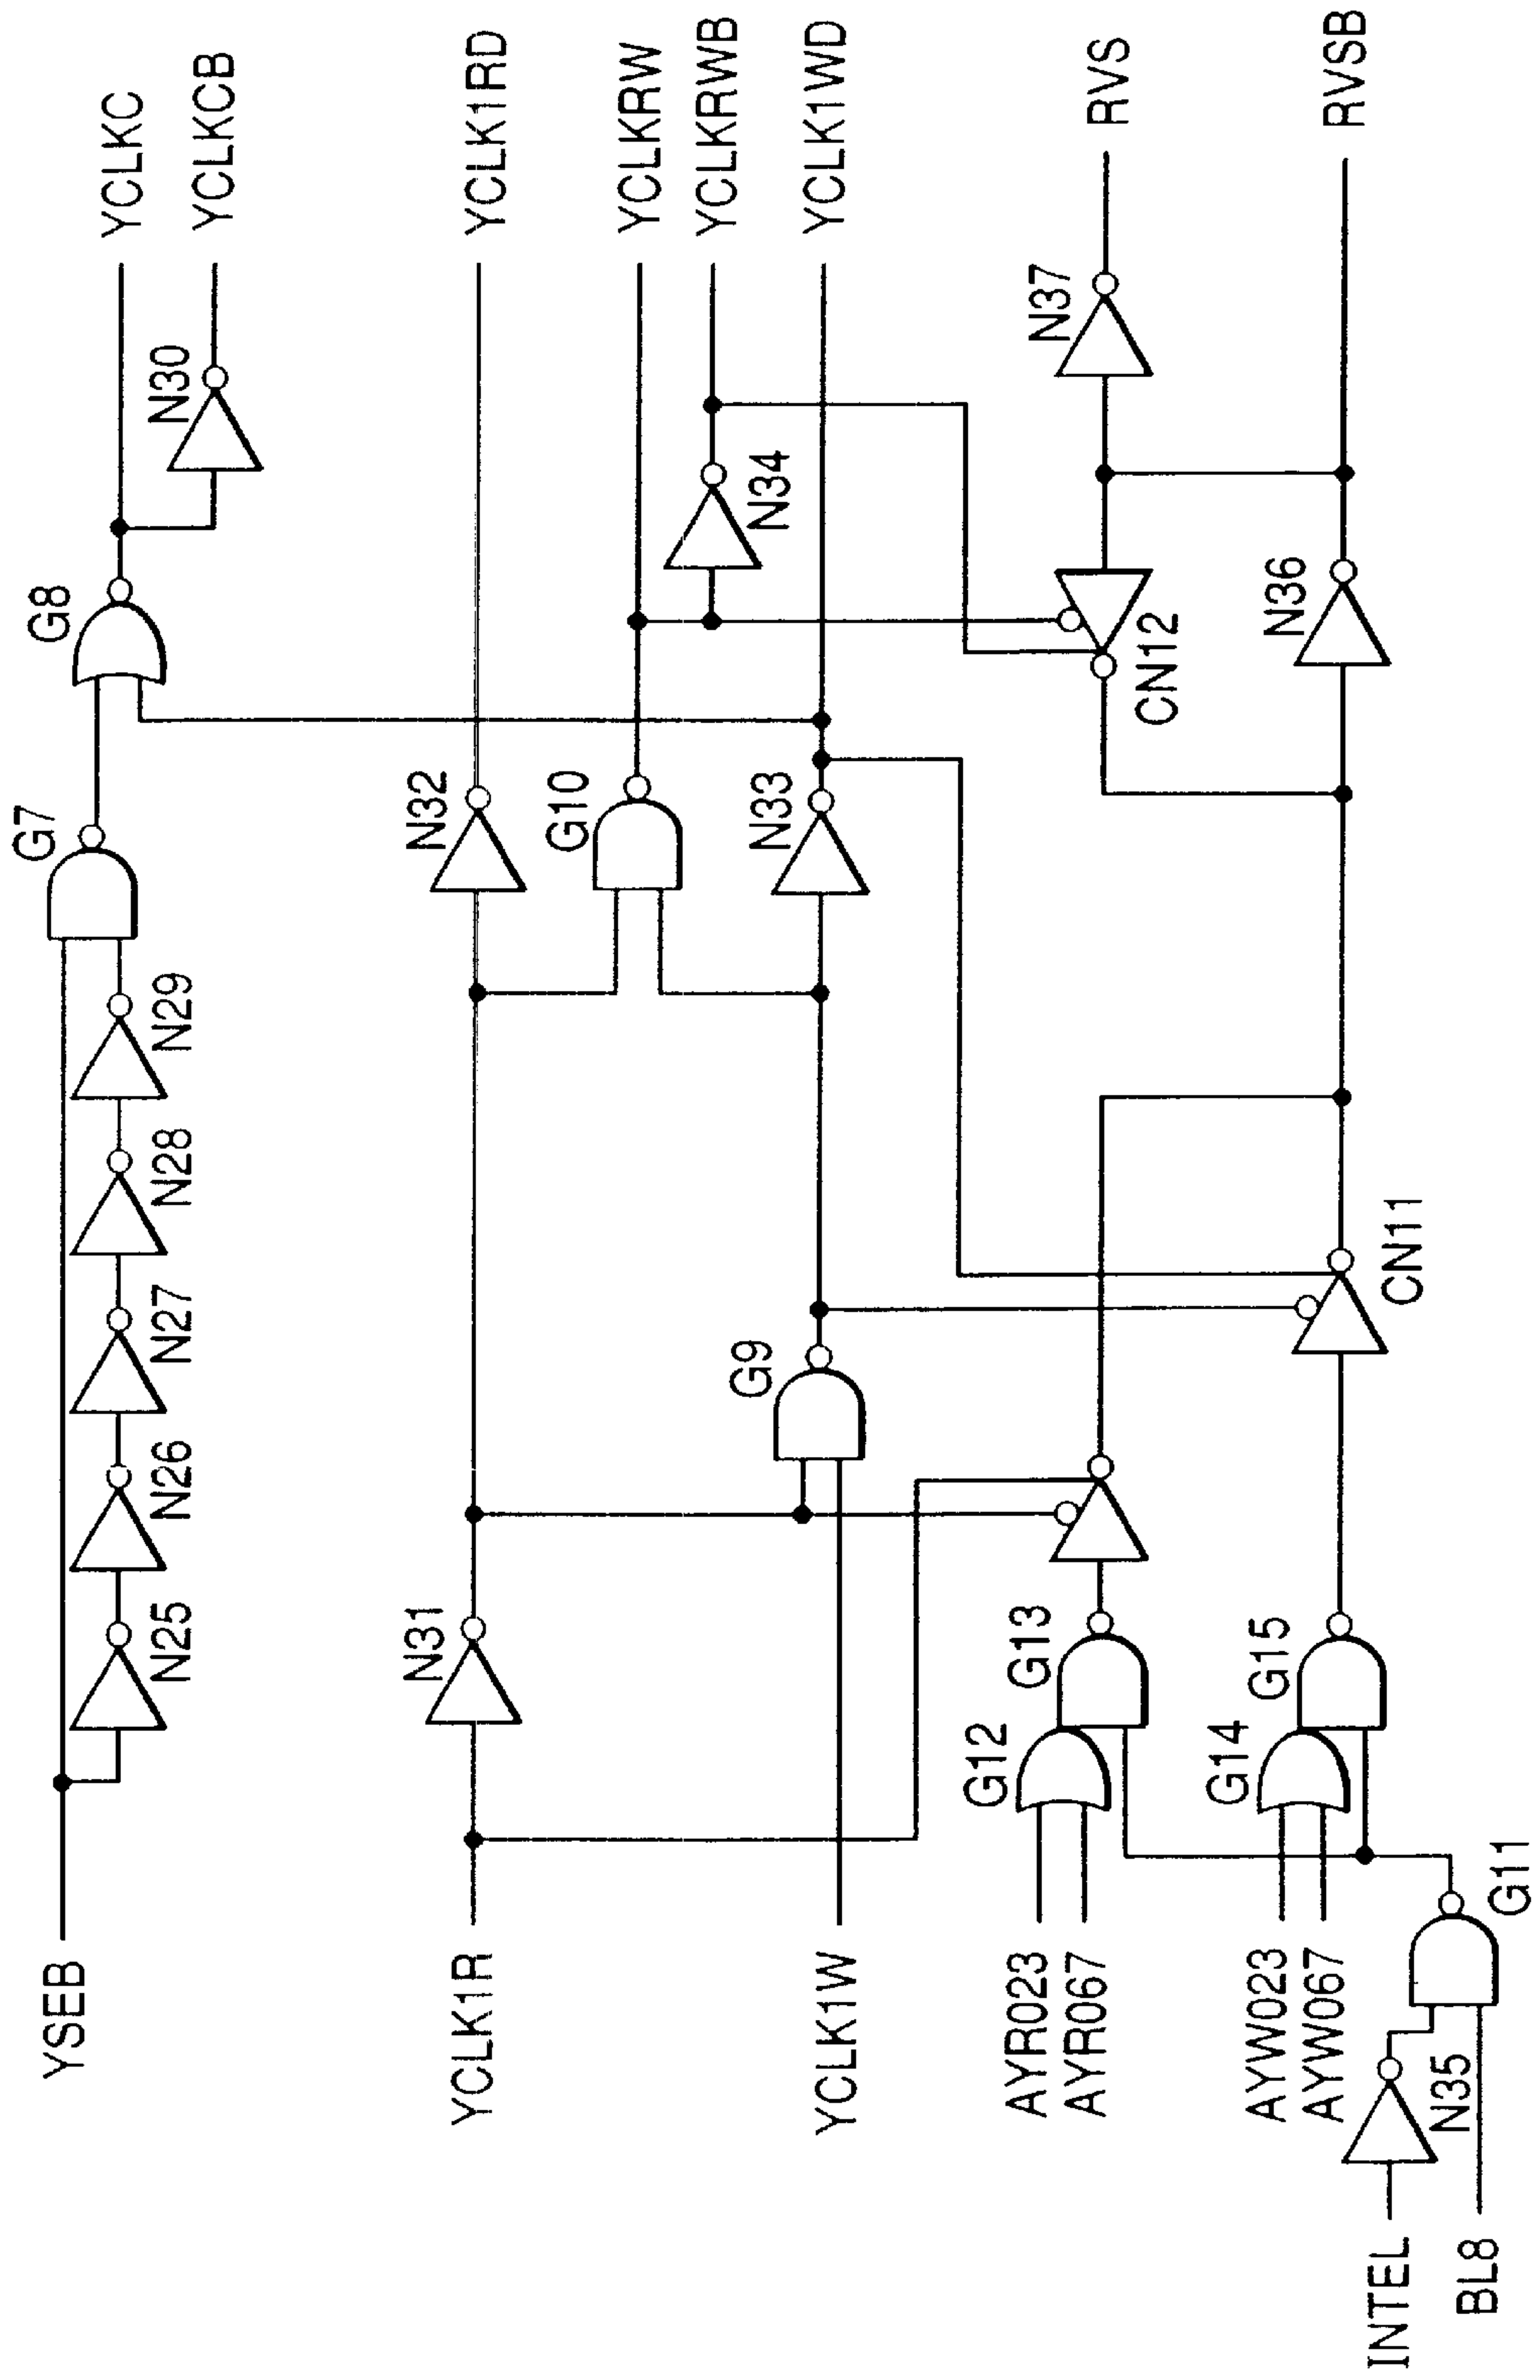 YSEB
N25
N26
N27
N28
N29
G7
G8
N30
YCLKC
YCLKCB
YCLK1R
N31
N32
YCLK1RD
G10
YCLKRW
N34
YCLKRWB
YCLK1W
G9
N33
YCLK1WD
AYR023
AYR067
G12
G13
CN12
N37
RVS
AYW023
AYW067
G14
G15
CN11
N36
RVSB
INTEL
N35
BL8
G11